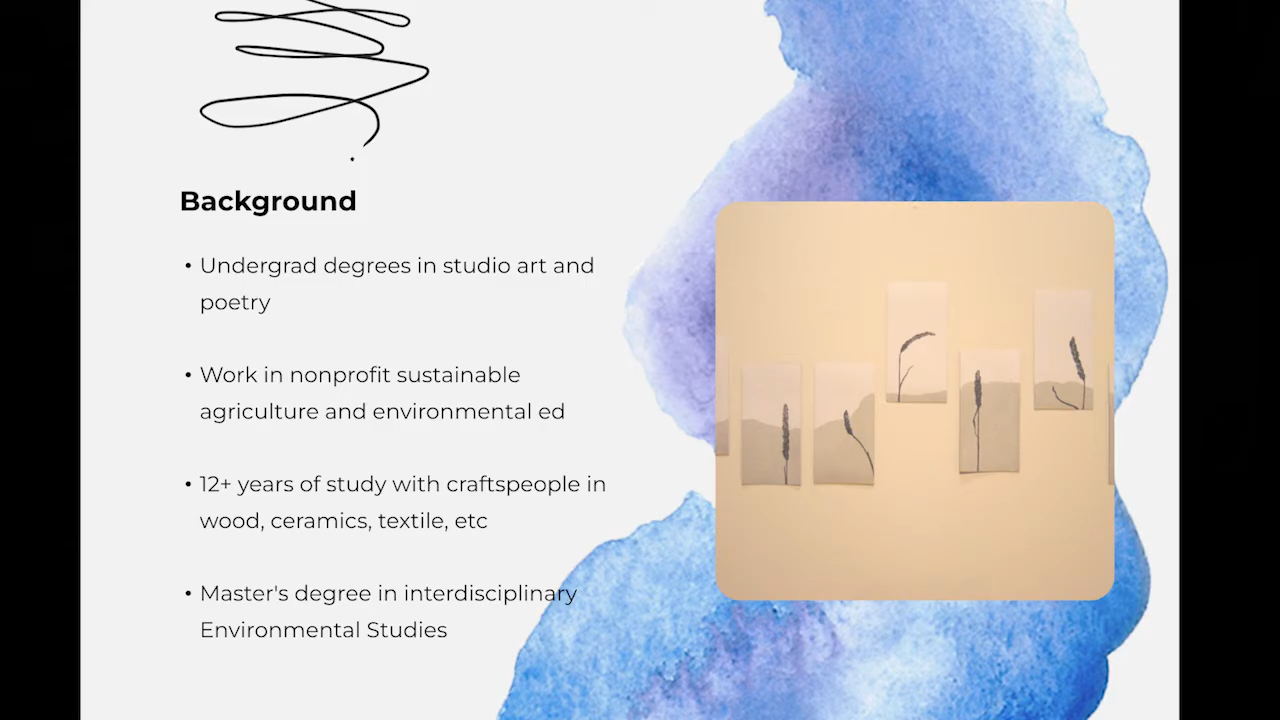 Background
• Undergrad degrees in studio art and
poetry
• Work in nonprofit sustainable
agriculture and environmental ed
• 12+ years of study with craftspeople in
wood, ceramics, textile, etc
• Master's degree in interdisciplinary
Environmental Studies